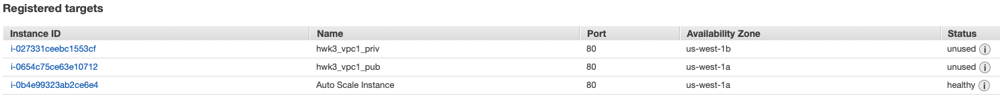 Registered targets
Instance ID Name Port Availability Zone Status
i-027331ceebc1553cf hwk3_vpc1_priv 80 us-west-1b unused i
i-0654c75ce63e10712 hwk3_vpc1_pub 80 us-west-1a unused i
i-0b4e99323ab2ce6e4 Auto Scale Instance 80 us-west-1a healthy i